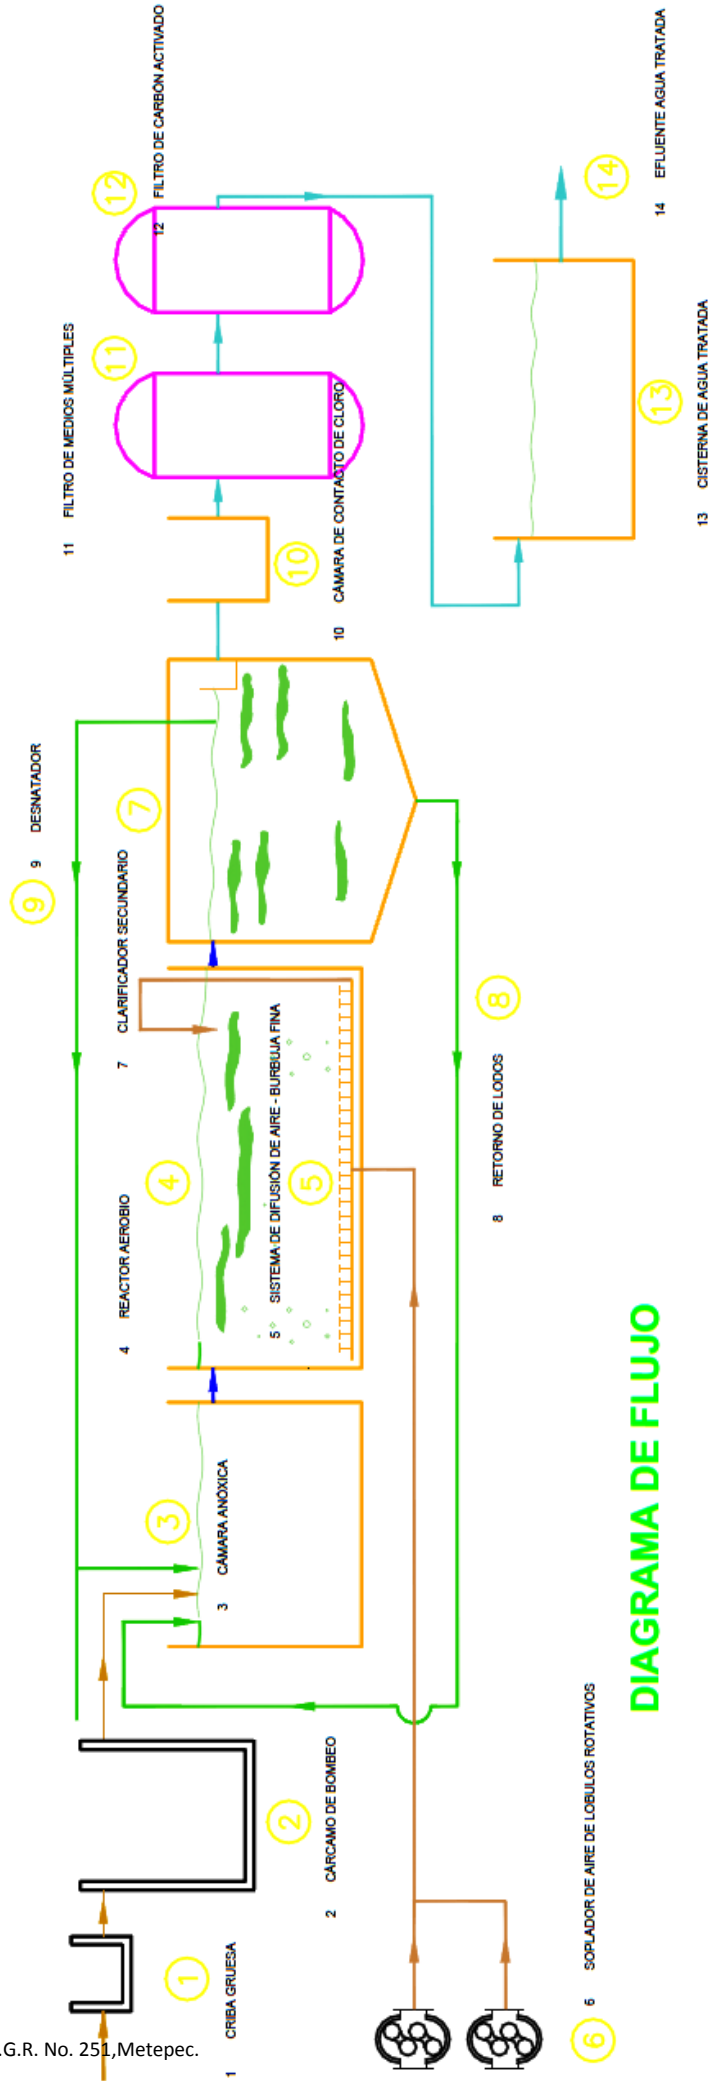 1 CRIBA GRUESA
2 CÁRCAMO DE BOMBEO
3 CÁMARA ANÓXICA
4 REACTOR AEROBIO
5 SISTEMA DE DIFUSIÓN DE AIRE - BURBUJA FINA
6 SOPLADOR DE AIRE DE LOBULOS ROTATIVOS
7 CLARIFICADOR SECUNDARIO
8 RETORNO DE LODOS
9 DESNATADOR
10 CÁMARA DE CONTACTO DE CLORO
11 FILTRO DE MEDIOS MÚLTIPLES
12 FILTRO DE CARBÓN ACTIVADO
13 CISTERNA DE AGUA TRATADA
14 EFLUENTE AGUA TRATADA
1
2
3
4
5
6
7
8
9
10
11
12
13
14
DIAGRAMA DE FLUJO
.G.R. No. 251,Metepec.